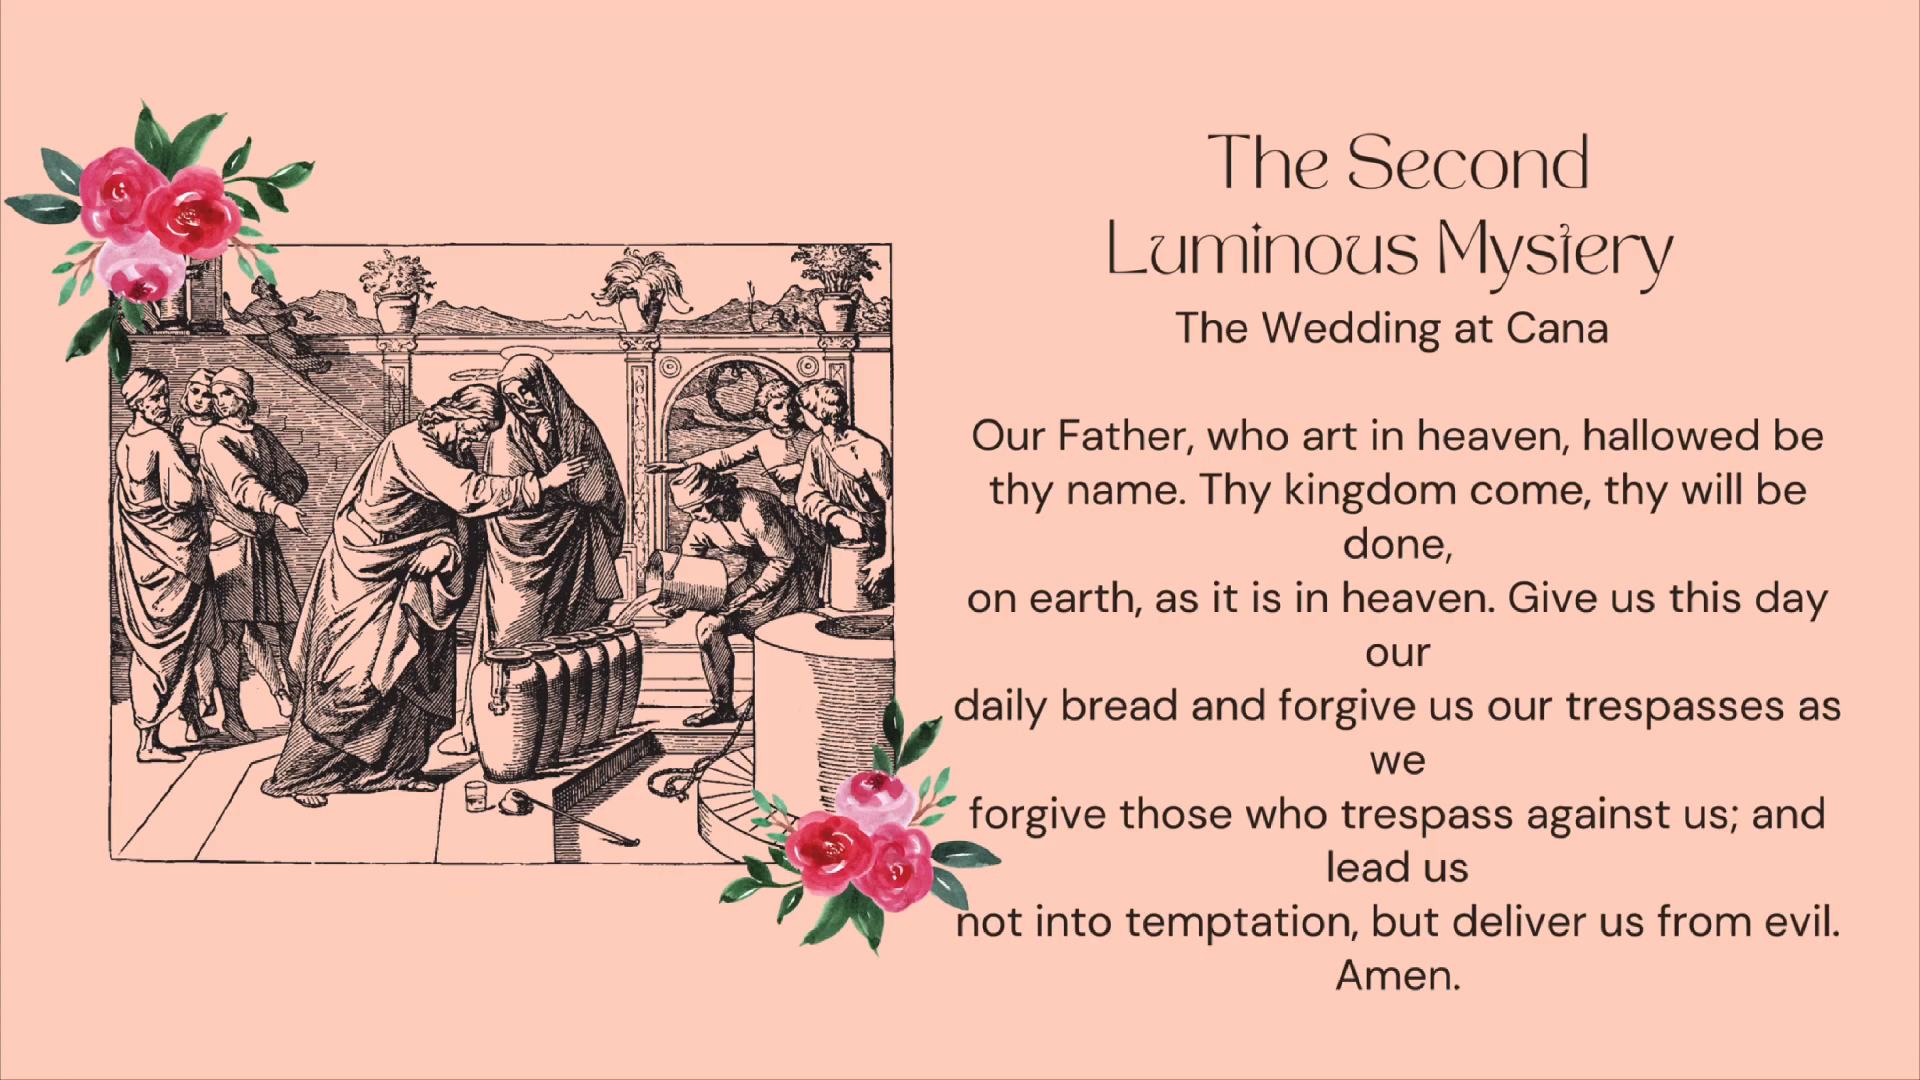 The Second
Luminous Mystery
The Wedding at Cana
Our Father, who art in heaven, hallowed be
thy name. Thy kingdom come, thy will be
done,
on earth, as it is in heaven. Give us this day
our
daily bread and forgive us our trespasses as
we
forgive those who trespass against us; and
lead us
not into temptation, but deliver us from evil.
Amen.